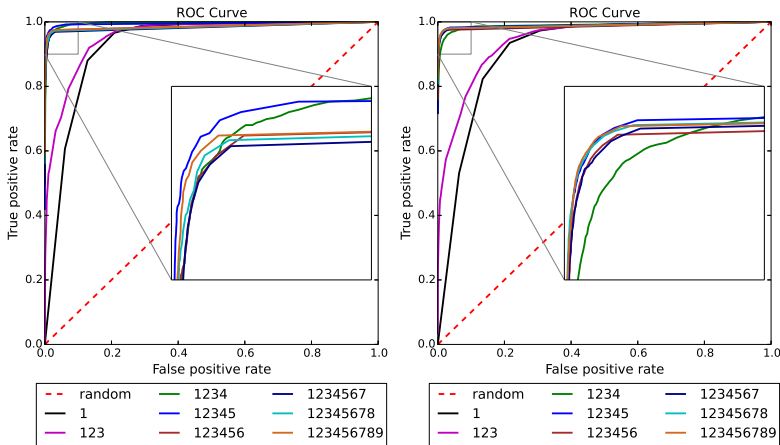 ROC Curve
True positive rate
1.0
0.8
0.6
0.4
0.2
0.0
0.0 0.2 0.4 0.6 0.8 1.0
False positive rate
random 1234 1234567
1 12345 12345678
123 123456 123456789
ROC Curve
True positive rate
1.0
0.8
0.6
0.4
0.2
0.0
0.0 0.2 0.4 0.6 0.8 1.0
False positive rate
random 1234 1234567
1 12345 12345678
123 123456 123456789